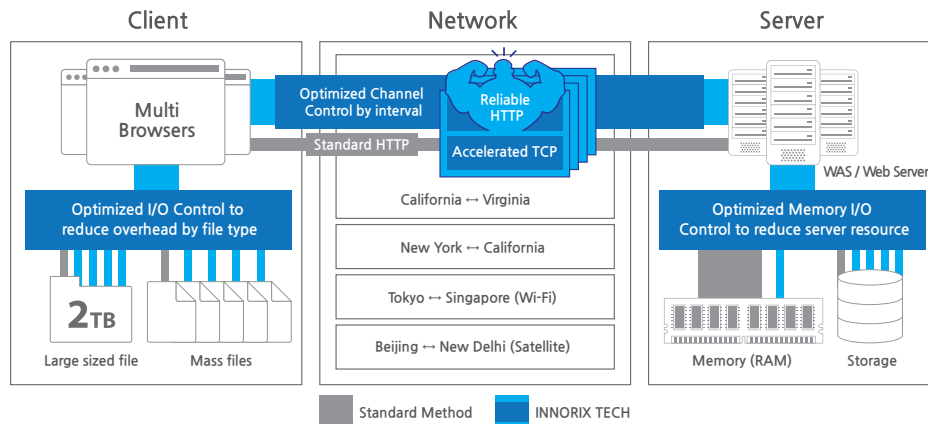 Client
Network
Server
Multi
Browsers
Optimized Channel
Control by interval
Reliable
HTTP
Standard HTTP
Accelerated TCP
WAS / Web Server
Optimized I/O Control to
reduce overhead by file type
California ↔ Virginia
Optimized Memory I/O
Control to reduce server resource
New York ↔ California
2TB
Tokyo ↔ Singapore (Wi-Fi)
Beijing ↔ New Delhi (Satellite)
Large sized file
Mass files
Memory (RAM)
Storage
Standard Method
INNORIX TECH